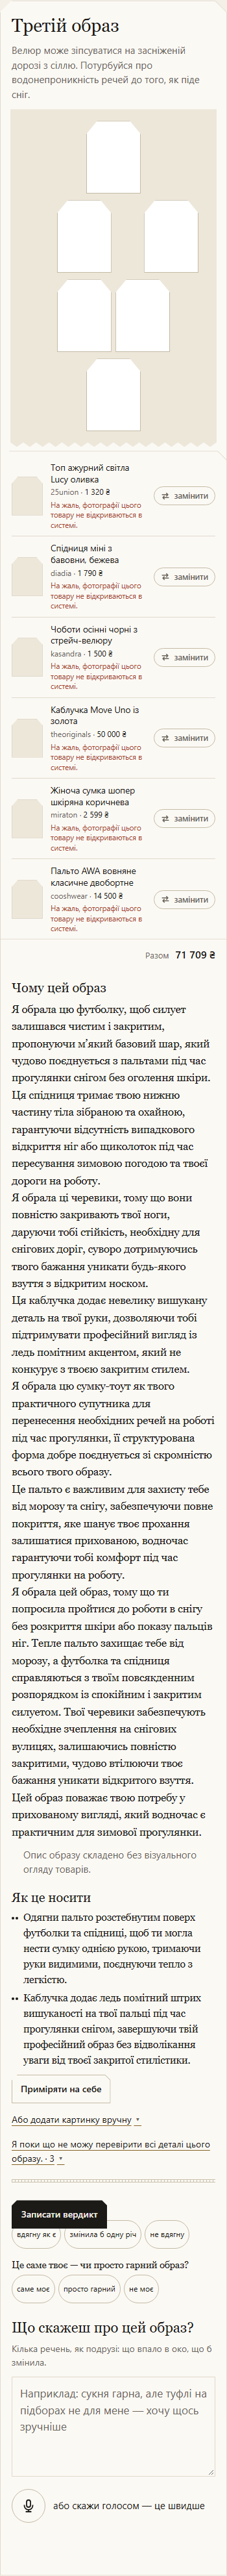 Третій образ
Велюр може зіпсуватися на засніженій
дорозі з сіллю. Потурбуйся про
водонепроникність речей до того, як піде
сніг.
Топ ажурний світла
Lucy оливка
25union · 1 320 ₴
На жаль, фотографії цього
товару не відкриваються в
системі.
замінити
Спідниця міні з
бавовни, бежева
diadia · 1 790 ₴
На жаль, фотографії цього
товару не відкриваються в
системі.
замінити
Чоботи осінні чорні з
стрейч-велюру
kasandra · 1 500 ₴
На жаль, фотографії цього
товару не відкриваються в
системі.
замінити
Каблучка Move Uno із
золота
theoriginals · 50 000 ₴
На жаль, фотографії цього
товару не відкриваються в
системі.
замінити
Жіноча сумка шопер
шкіряна коричнева
miraton · 2 599 ₴
На жаль, фотографії цього
товару не відкриваються в
системі.
замінити
Пальто AWA вовняне
класичне двобортне
cooshwear · 14 500 ₴
На жаль, фотографії цього
товару не відкриваються в
системі.
замінити
Разом 71 709 ₴
Чому цей образ
Я обрала цю футболку, щоб силует
залишався чистим і закритим,
пропонуючи м'який базовий шар, який
чудово поєднується з пальтами під час
прогулянки снігом без оголення шкіри.
Ця спідниця тримає твою нижню
частину тіла зібраною та охайною,
гарантуючи відсутність випадкового
відкриття ніг або щиколоток під час
пересування зимовою погодою та твоєї
дороги на роботу.
Я обрала ці черевики, тому що вони
повністю закривають твої ноги,
даруючи тобі стійкість, необхідну для
снігових доріг, суворо дотримуючись
твого бажання уникати будь-якого
взуття з відкритим носком.
Ця каблучка додає невелику вишукану
деталь на твої руки, дозволяючи тобі
підтримувати професійний вигляд із
ледь помітним акцентом, який не
конкурує з твоєю закритим стилем.
Я обрала цю сумку-тоут як твого
практичного супутника для
перенесення необхідних речей на роботі
під час прогулянки, її структурована
форма добре поєднується зі скромністю
всього твого образу.
Це пальто є важливим для захисту тебе
від морозу та снігу, забезпечуючи повне
покриття, яке шанує твоє прохання
залишатися прихованою, водночас
гарантуючи тобі комфорт під час
прогулянки на роботу.
Я обрала цей образ, тому що ти
попросила пройтися до роботи в снігу
без розкриття шкіри або показу пальців
ніг. Тепле пальто захищає тебе від
морозу, а футболка та спідниця
справляються з твоїм повсякденним
розпорядком із спокійним і закритим
силуетом. Твої черевики забезпечують
необхідне зчеплення на снігових
вулицях, залишаючись повністю
закритими, чудово втілюючи твоє
бажання уникати відкритого взуття.
Цей образ поважає твою потребу у
прихованому вигляді, який водночас є
практичним для зимової прогулянки.
Опис образу складено без візуального
огляду товарів.
Як це носити
Одягни пальто розстебнутим поверх
футболки та спідниці, щоб ти могла
нести сумку однією рукою, тримаючи
руки видимими, поєднуючи тепло з
легкістю.
Каблучка додає ледь помітний штрих
вишуканості на твої пальці під час
прогулянки снігом, завершуючи твій
професійний образ без відволікання
уваги від твоєї закритої стилістики.
Приміряти на себе
Або додати картинку вручну
Я поки що не можу перевірити всі деталі цього
образу. · 3
Записати вердикт
вдягну як є
змінила б одну річ
не вдягну
Це саме твоє — чи просто гарний образ?
саме моє
просто гарний
не моє
Що скажеш про цей образ?
Кілька речень, як подрузі: що впало в око, що б
змінила.
Наприклад: сукня гарна, але туфлі на
підборах не для мене — хочу щось
зручніше
або скажи голосом — це швидше